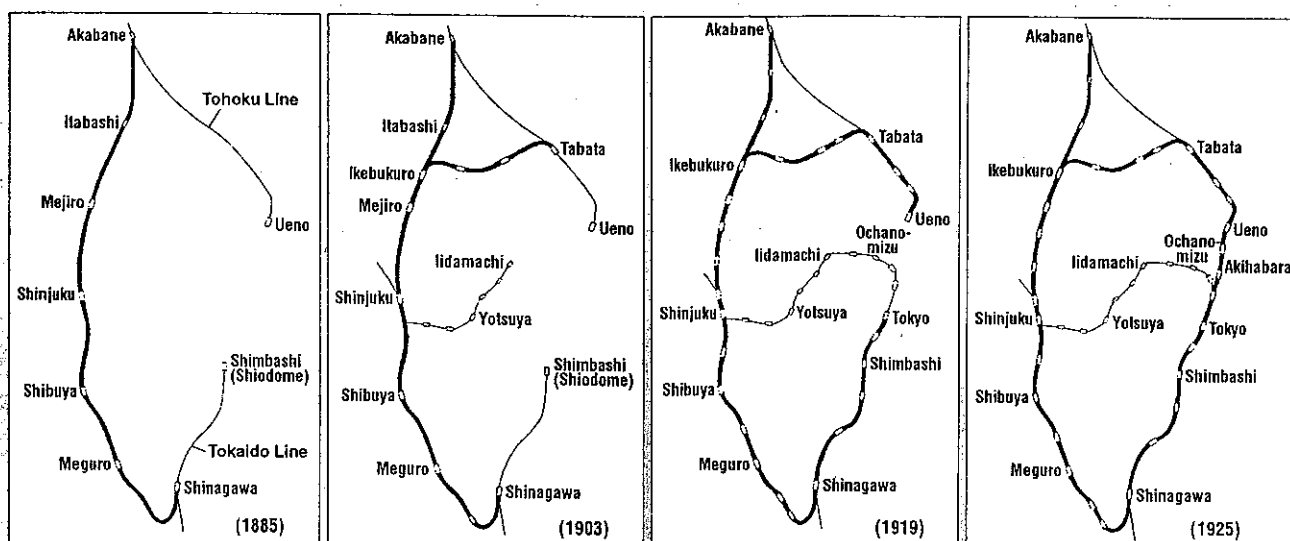 Akabane
Tohoku Line
Itabashi
Mejiro
Ueno
Shinjuku
Shimbashi
(Shiodome)
Shibuya
Tokaido Line
Meguro
Shinagawa
(1885)
Akabane
Itabashi
Tabata
Ikebukuro
Mejiro
Ueno
Iidamachi
Shinjuku
Yotsuya
Shimbashi
(Shiodome)
Shibuya
Meguro
Shinagawa
(1903)
Akabane
Tabata
Ikebukuro
Ueno
Ochano-
mizu
Iidamachi
Shinjuku
Yotsuya
Tokyo
Shimbashi
Shibuya
Meguro
Shinagawa
(1919)
Akabane
Tabata
Ikebukuro
Ueno
Ochano-
mizu
Iidamachi
Akihabara
Shinjuku
Yotsuya
Tokyo
Shimbashi
Shibuya
Meguro
Shinagawa
(1925)